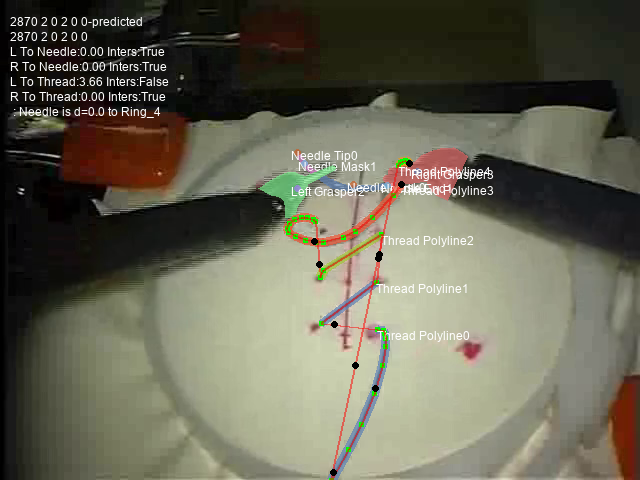 2870 2 0 2 0 0-predicted
2870 2 0 2 0 0
L To Needle:0.00 Inters:True
R To Needle:0.00 Inters:True
L To Thread:3.66 Inters:False
R To Thread:0.00 Inters:True
: Needle is d=0.0 to Ring_4
Needle Tip0
Needle Mask1
Thread Polyline4
Right Grasper3
Left Grasper2
Thread Polyline3
Thread Polyline2
Thread Polyline1
Thread Polyline0